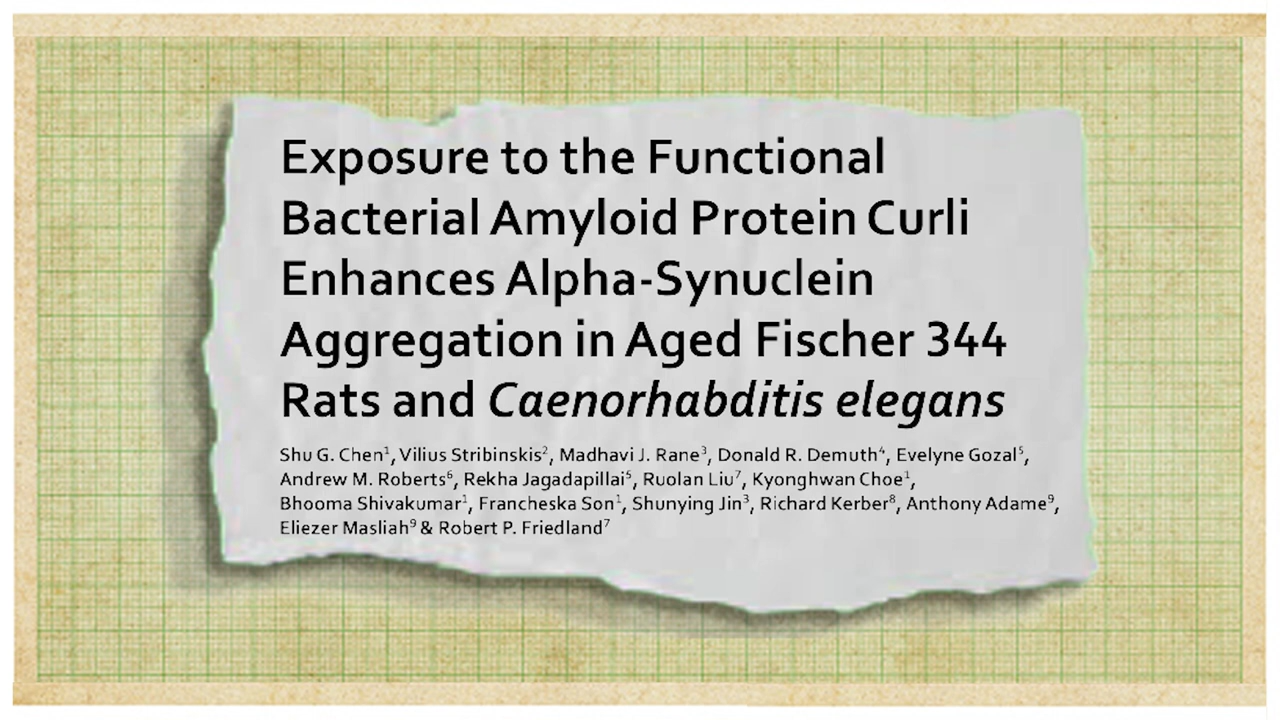 Exposure to the Functional
Bacterial Amyloid Protein Curli
Enhances Alpha-Synuclein
Aggregation in Aged Fischer 344
Rats and Caenorhabditis elegans
Shu G. Chen¹, Vilius Stribinskis², Madhavi J. Rane³, Donald R. Demuth⁴, Evelyne Gozal⁵,
Andrew M. Roberts⁶, Rekha Jagadapillai⁵, Ruolan Liu⁷, Kyonghwan Choe¹,
Bhooma Shivakumar¹, Francheska Son¹, Shunying Jin³, Richard Kerber⁸, Anthony Adame⁹,
Eliezer Masliah⁹ & Robert P. Friedland⁷